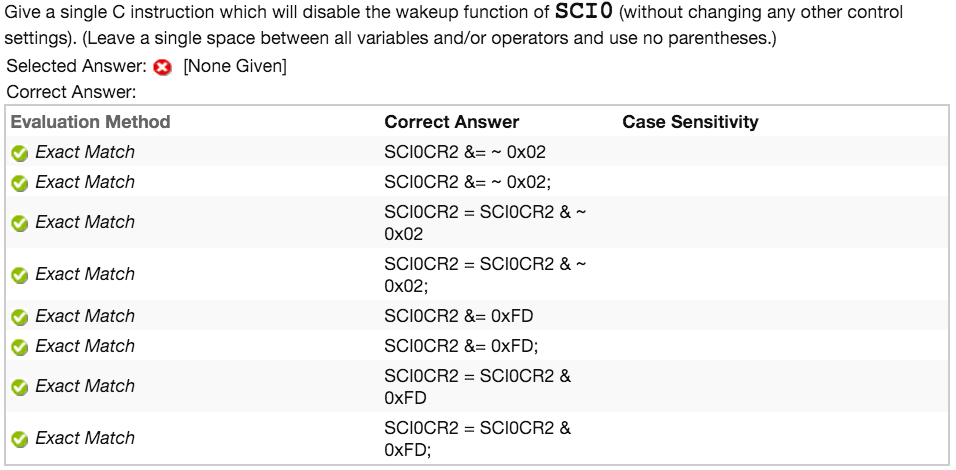 Give a single C instruction which will disable the wakeup function of SCI0 (without changing any other control
settings). (Leave a single space between all variables and/or operators and use no parentheses.)
Selected Answer: [None Given]
Correct Answer:
Evaluation Method Correct Answer Case Sensitivity
Exact Match SCI0CR2 &= ~ 0x02
Exact Match SCI0CR2 &= ~ 0x02;
Exact Match SCI0CR2 = SCI0CR2 & ~
0x02
Exact Match SCI0CR2 = SCI0CR2 & ~
0x02;
Exact Match SCI0CR2 &= 0xFD
Exact Match SCI0CR2 &= 0xFD;
Exact Match SCI0CR2 = SCI0CR2 &
0xFD
Exact Match SCI0CR2 = SCI0CR2 &
0xFD;